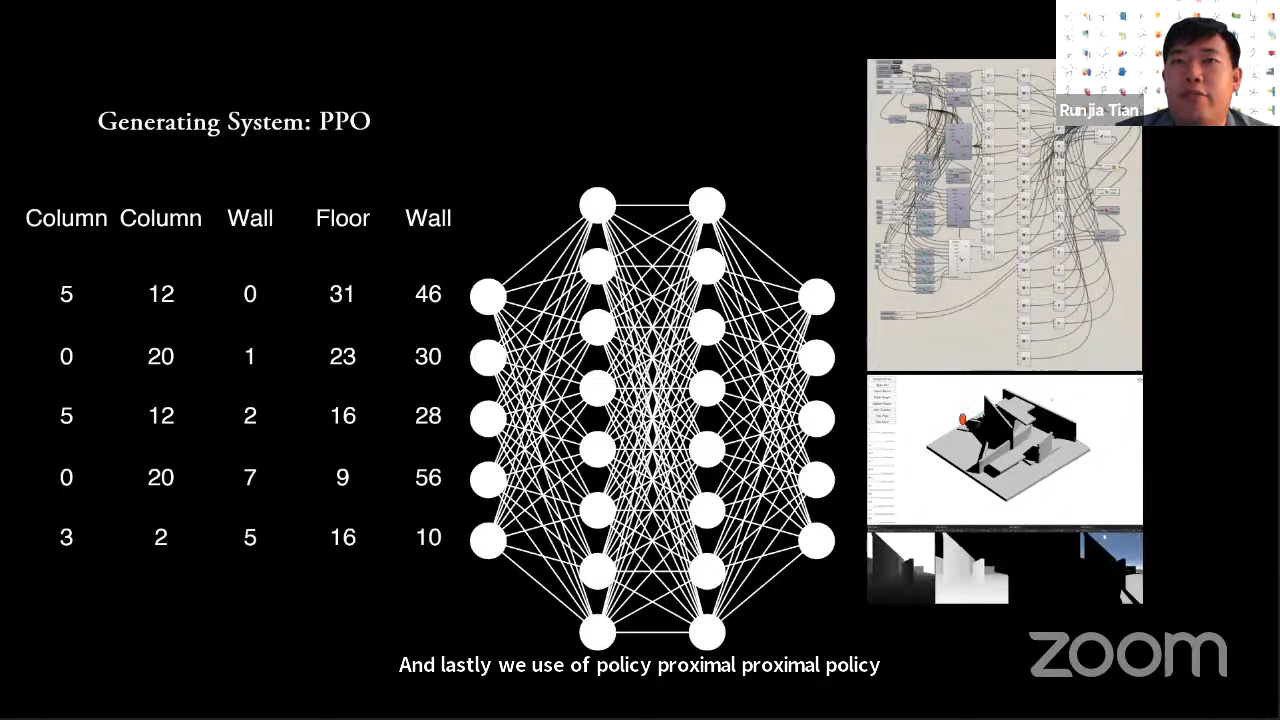 Runjia Tian
Generating System: PPO
Column Column Wall Floor Wall
5 12 0 31 46
0 20 1 23 30
5 12 2 16 28
0 20 7 9 56
3 2 5 16 10
And lastly we use of policy proximal proximal policy
zoom